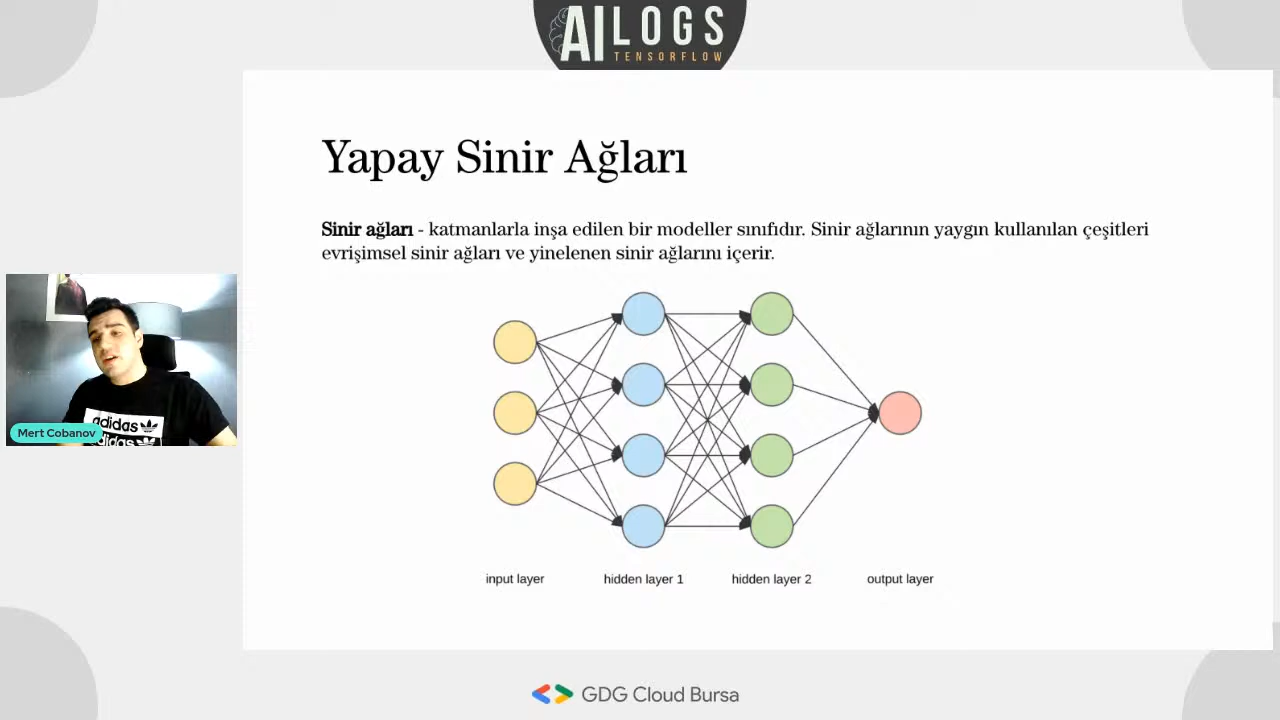 AI LOGS
TENSORFLOW
Yapay Sinir Ağları
Sinir ağları - katmanlarla inşa edilen bir modeller sınıfıdır. Sinir ağlarının yaygın kullanılan çeşitleri
evrişimsel sinir ağları ve yinelenen sinir ağlarını içerir.
adidas
adidas
Mert Cobanov
input layer
hidden layer 1
hidden layer 2
output layer
GDG Cloud Bursa